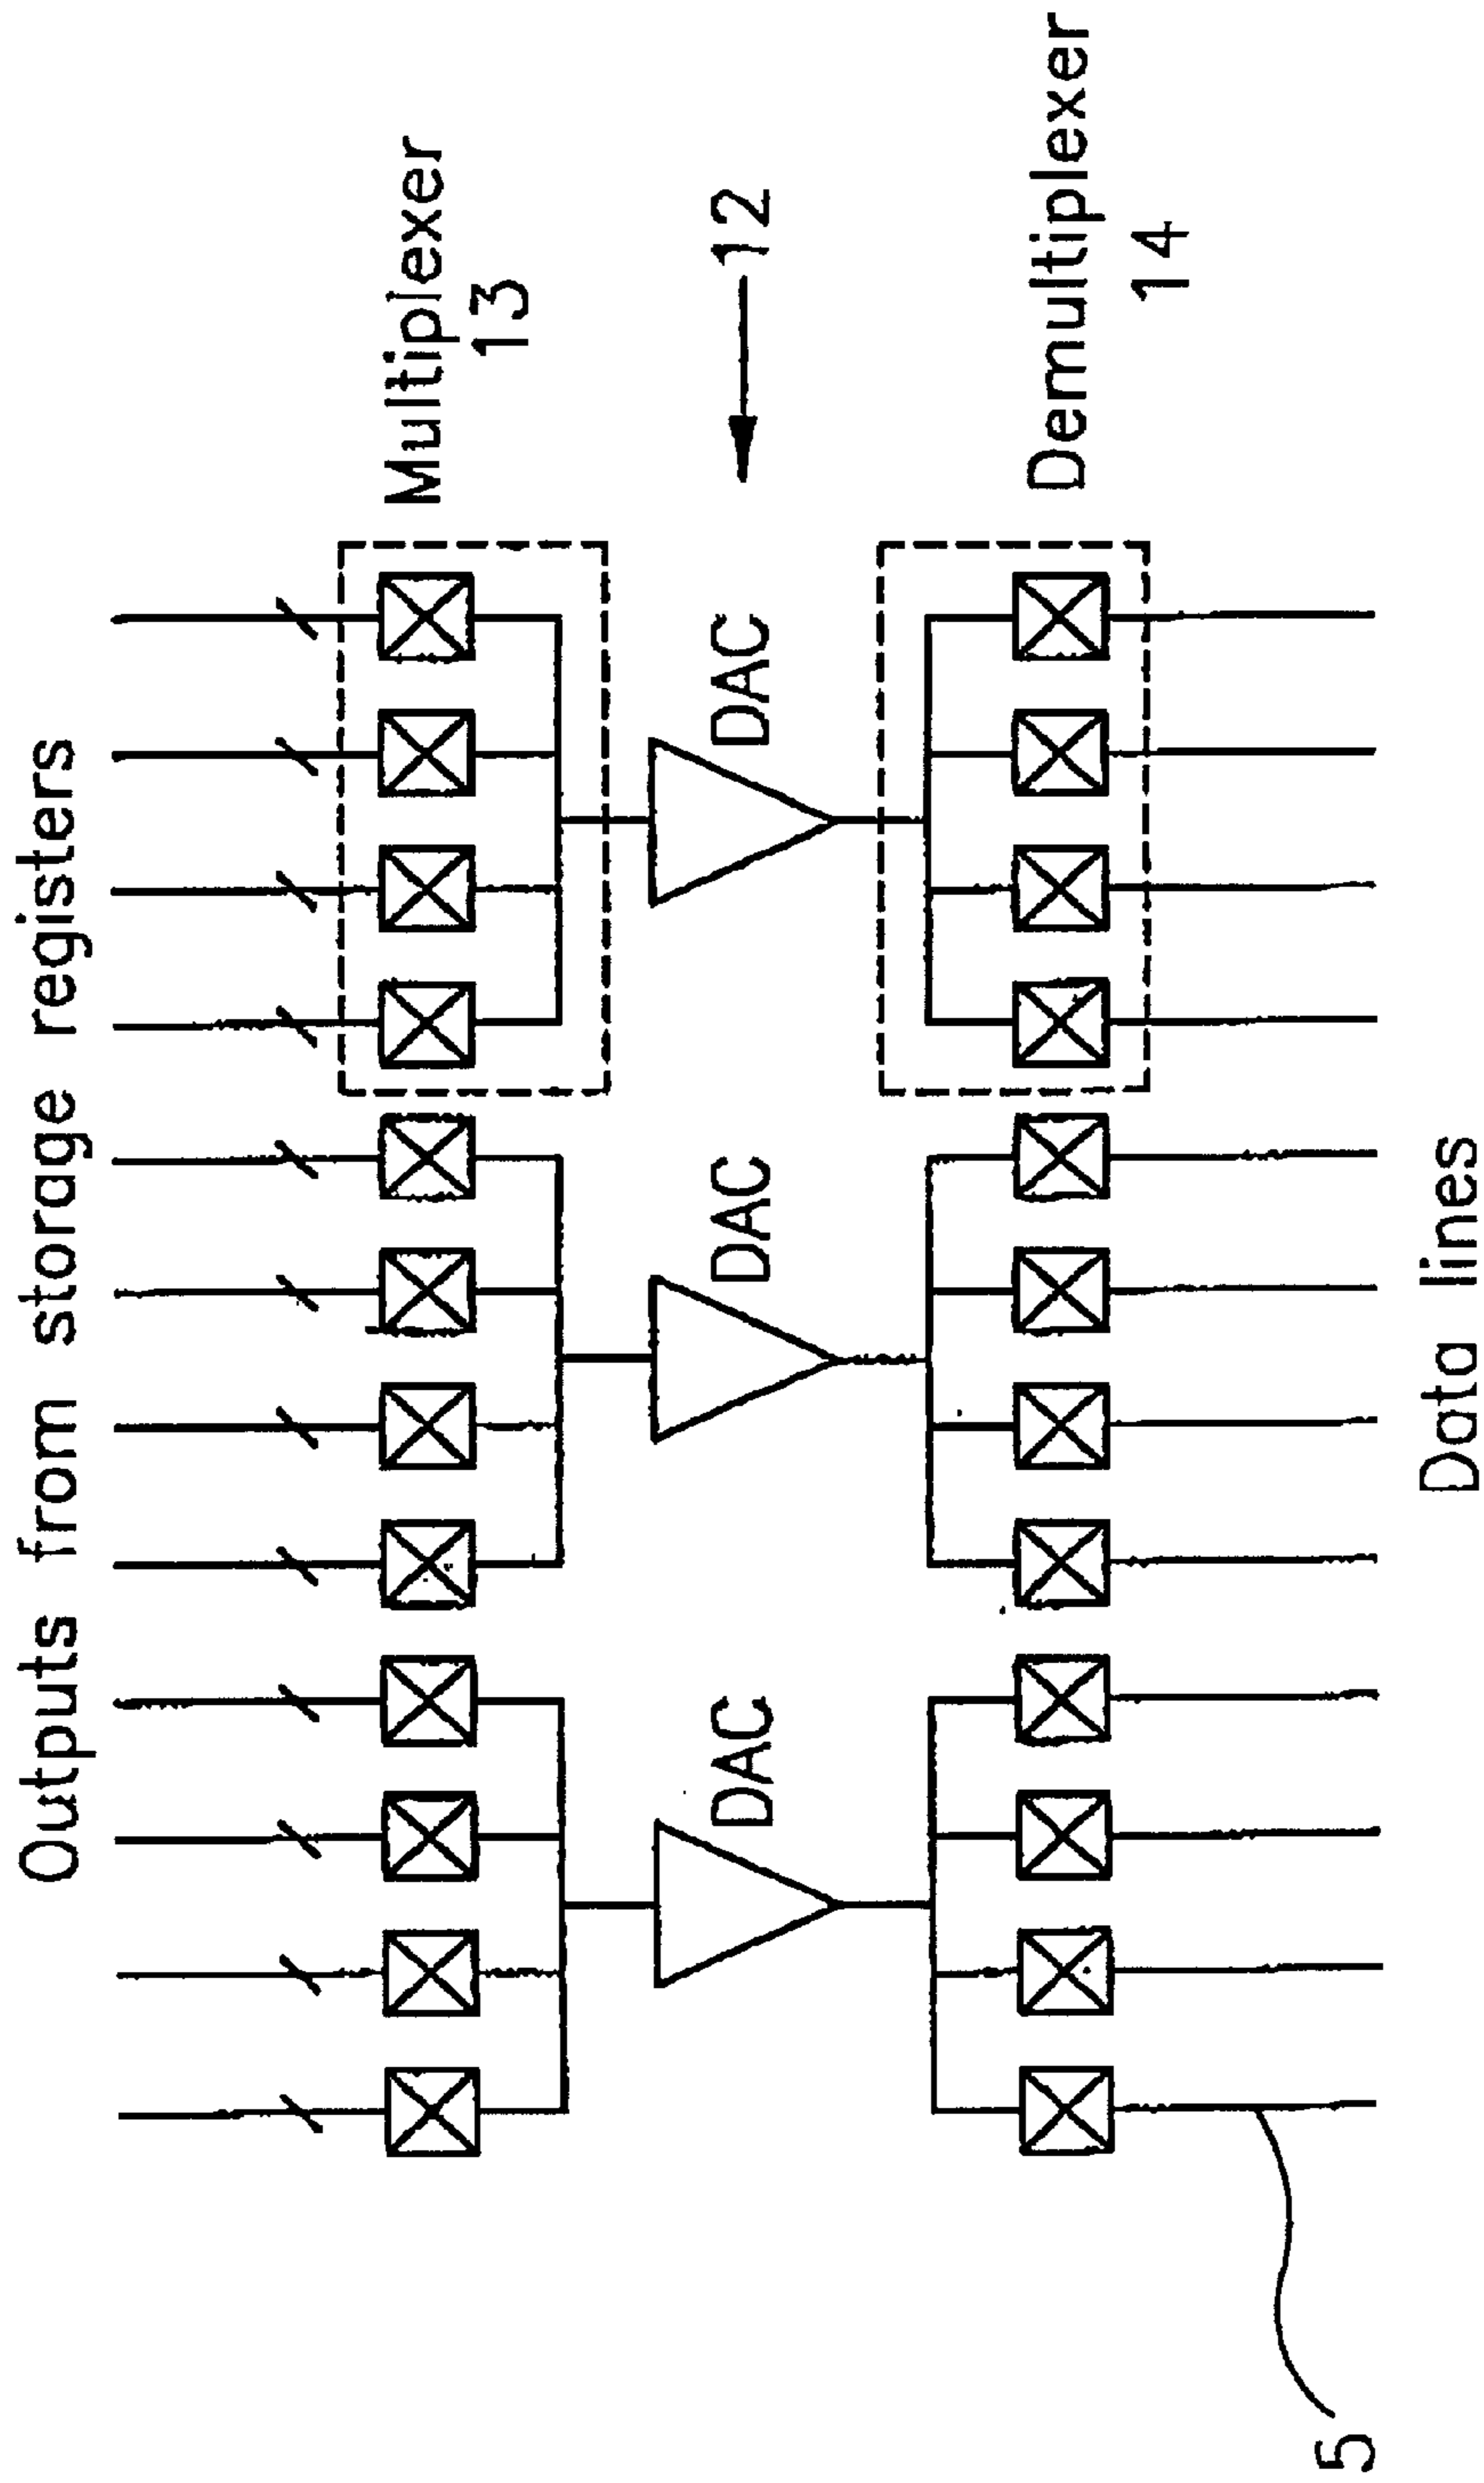 Outputs from storage registers
Multiplexer
13
DAC
DAC
DAC
12
Demultiplexer
14
5
Data lines